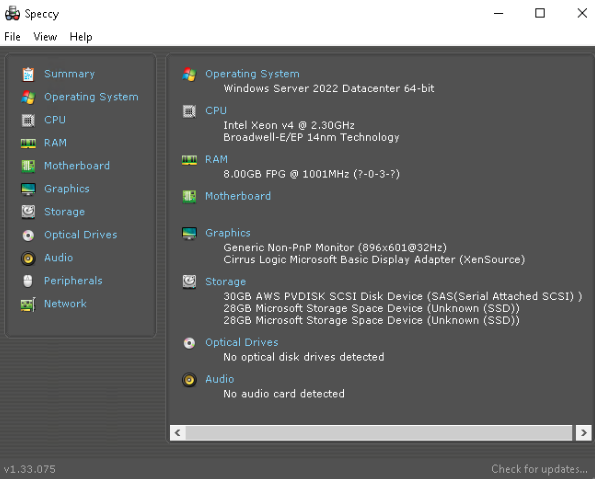 Speccy
File View Help
Summary
Operating System
CPU
RAM
Motherboard
Graphics
Storage
Optical Drives
Audio
Peripherals
Network
Operating System
Windows Server 2022 Datacenter 64-bit
CPU
Intel Xeon v4 @ 2.30GHz
Broadwell-E/EP 14nm Technology
RAM
8.00GB FPG @ 1001MHz (?-0-3-?)
Motherboard
Graphics
Generic Non-PnP Monitor (896x601@32Hz)
Cirrus Logic Microsoft Basic Display Adapter (XenSource)
Storage
30GB AWS PVDISK SCSI Disk Device (SAS(Serial Attached SCSI) )
28GB Microsoft Storage Space Device (Unknown (SSD))
28GB Microsoft Storage Space Device (Unknown (SSD))
Optical Drives
No optical disk drives detected
Audio
No audio card detected
v1.33.075
Check for updates...